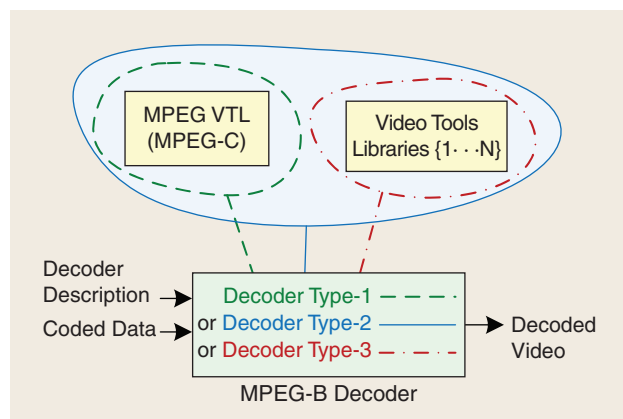 MPEG VTL
(MPEG-C)
Video Tools
Libraries {1···N}
Decoder
Description
Coded Data
Decoder Type-1
or Decoder Type-2
or Decoder Type-3
Decoded
Video
MPEG-B Decoder